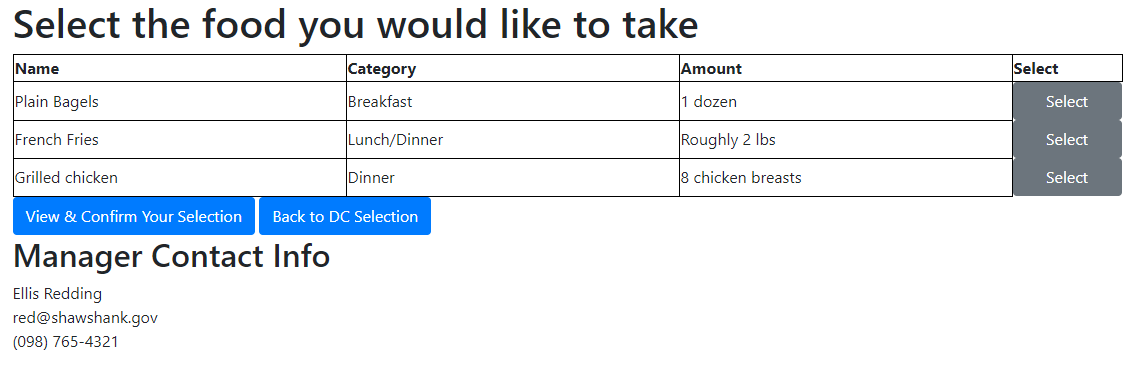 Select the food you would like to take
Name Category Amount Select
Plain Bagels Breakfast 1 dozen Select
French Fries Lunch/Dinner Roughly 2 lbs Select
Grilled chicken Dinner 8 chicken breasts Select
View & Confirm Your Selection Back to DC Selection
Manager Contact Info
Ellis Redding
red@shawshank.gov
(098) 765-4321